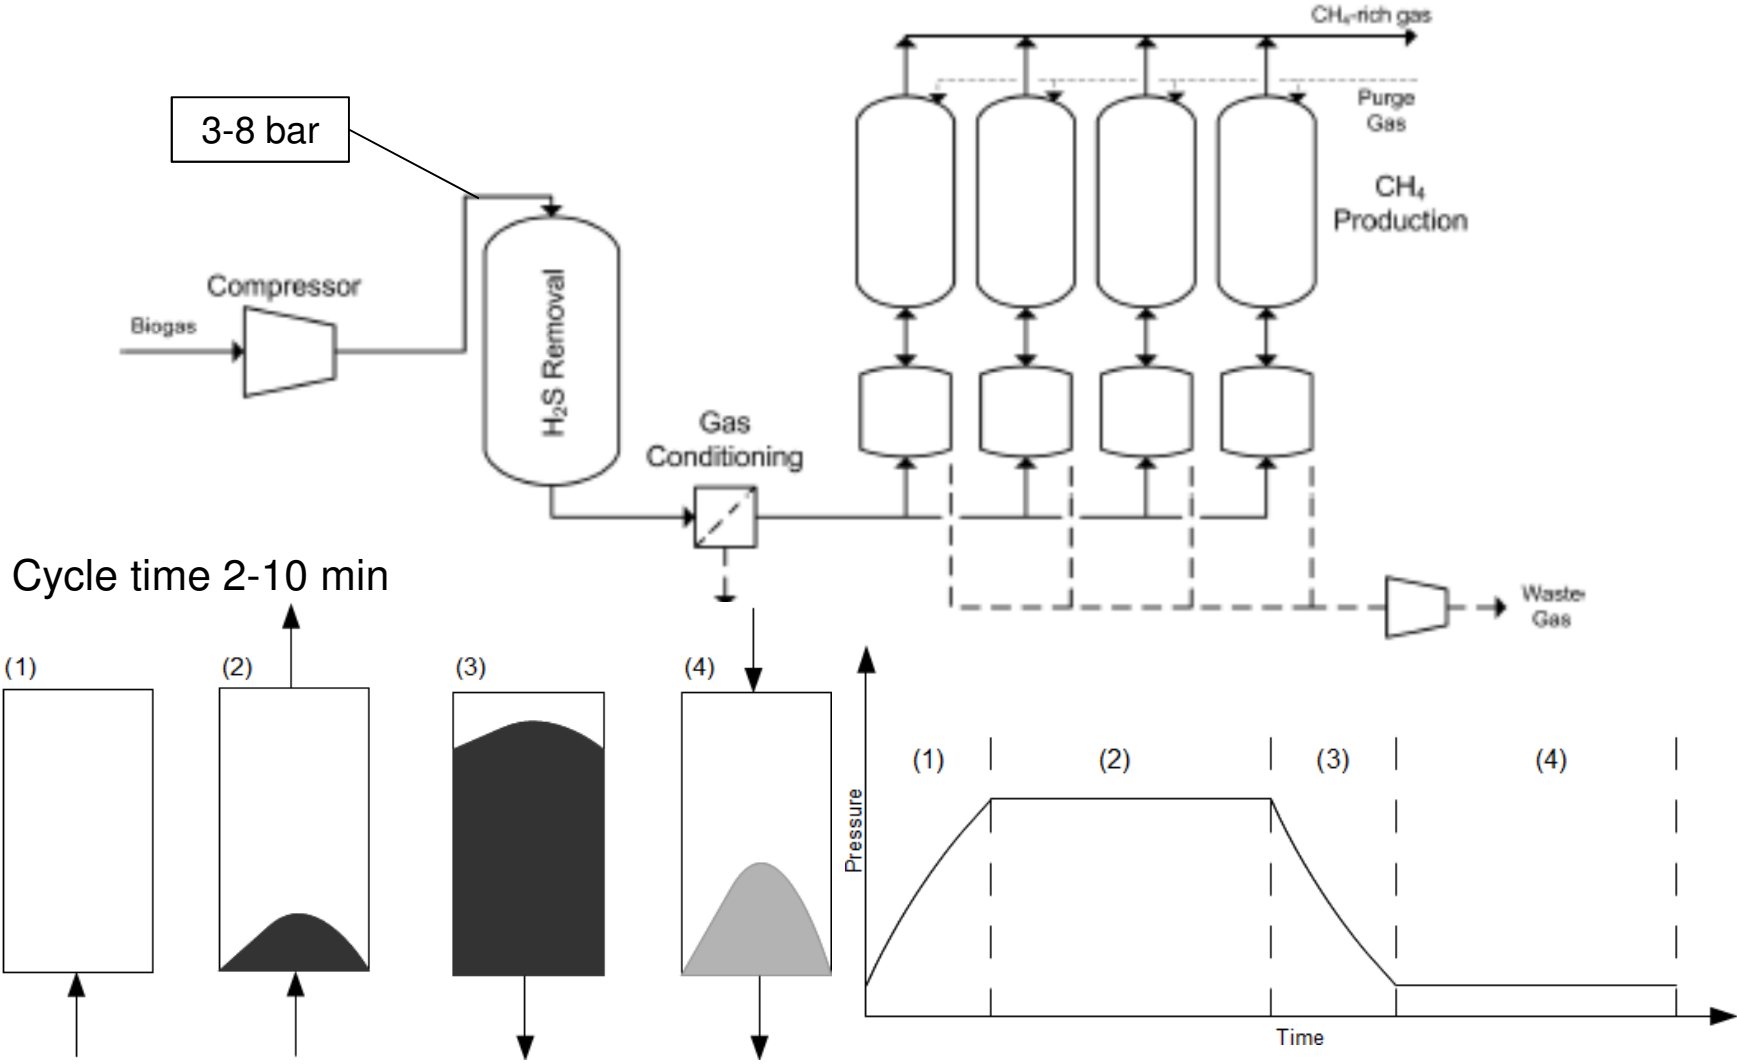 CH₄-rich gas
Purge
Gas
3-8 bar
CH₄
Production
Compressor
Biogas
H₂S Removal
Gas
Conditioning
Cycle time 2-10 min
Waste
Gas
(1)
(2)
(3)
(4)
(1)
(2)
(3)
(4)
Pressure
Time